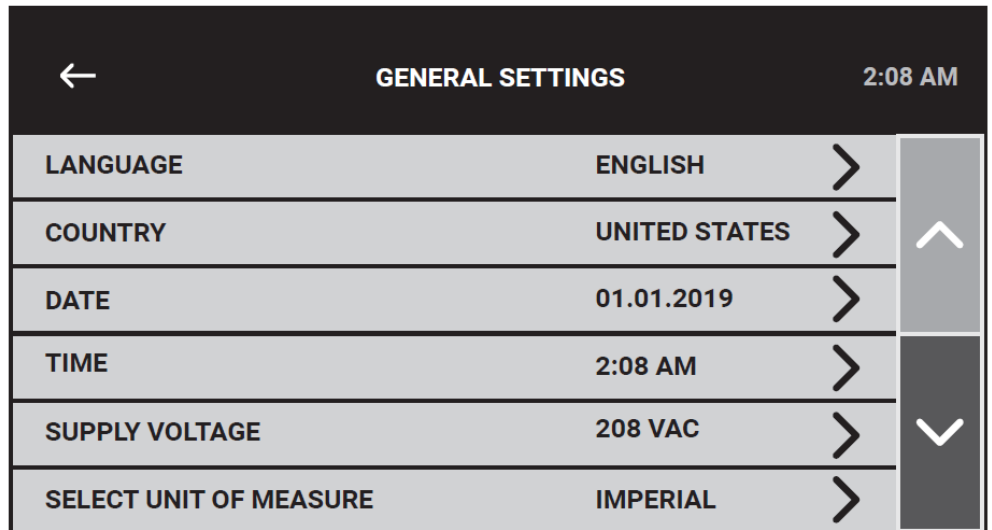 GENERAL SETTINGS 2:08 AM
LANGUAGE ENGLISH
COUNTRY UNITED STATES
DATE 01.01.2019
TIME 2:08 AM
SUPPLY VOLTAGE 208 VAC
SELECT UNIT OF MEASURE IMPERIAL